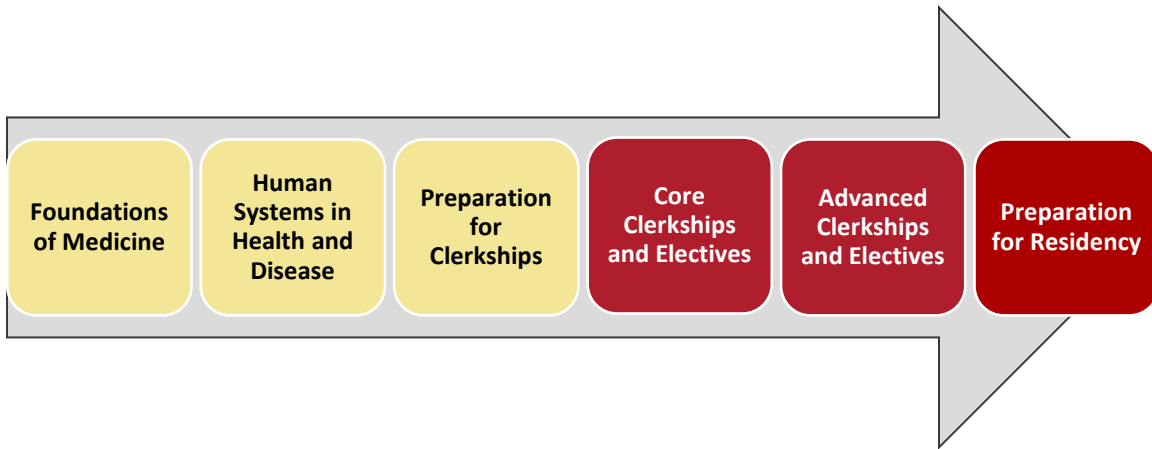 Foundations
of Medicine
Human
Systems in
Health and
Disease
Preparation
for
Clerkships
Core
Clerkships
and Electives
Advanced
Clerkships
and Electives
Preparation
for Residency